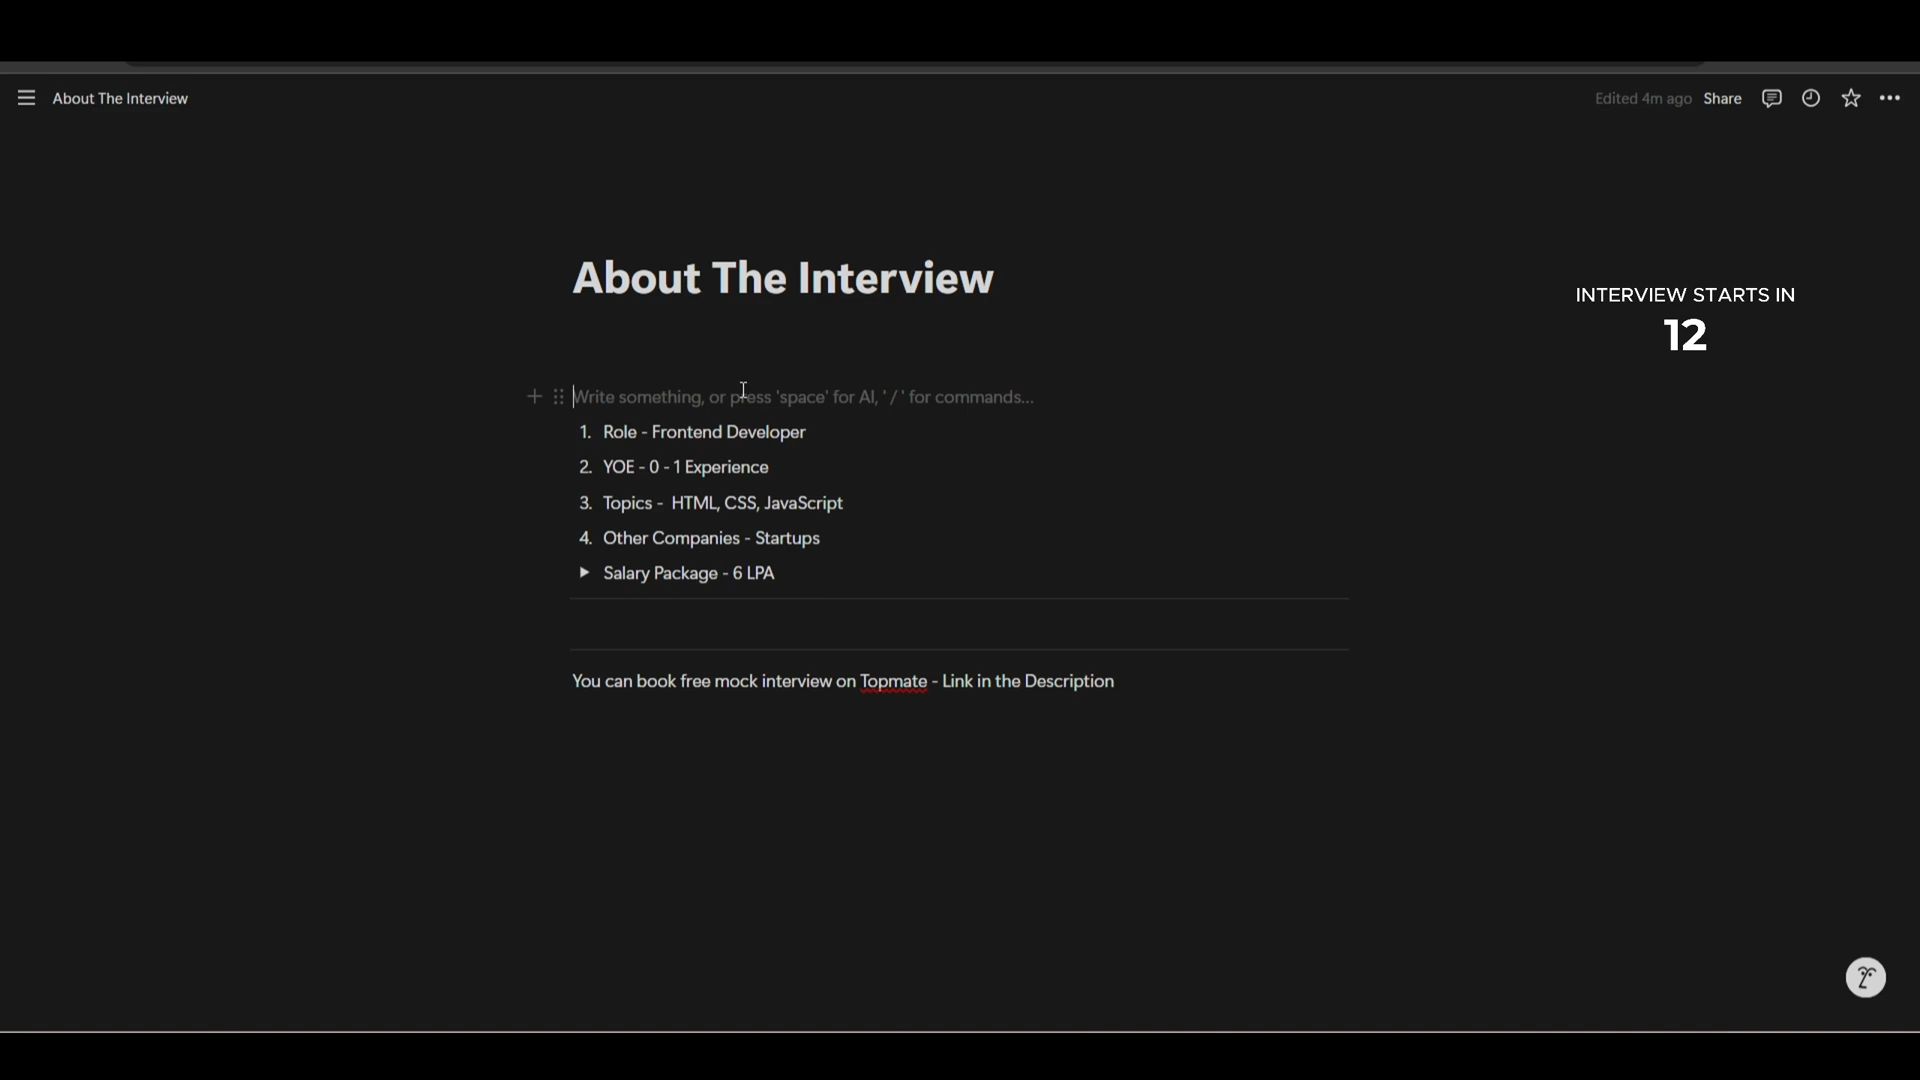 About The Interview
Edited 4m ago Share
About The Interview
INTERVIEW STARTS IN
12
Write something, or press 'space' for AI, '/' for commands...
1. Role - Frontend Developer
2. YOE - 0 - 1 Experience
3. Topics - HTML, CSS, JavaScript
4. Other Companies - Startups
Salary Package - 6 LPA
You can book free mock interview on Topmate - Link in the Description